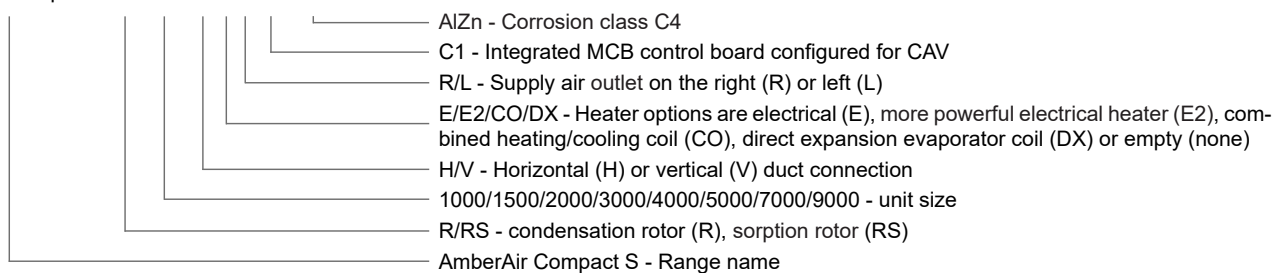 AlZn - Corrosion class C4
C1 - Integrated MCB control board configured for CAV
R/L - Supply air outlet on the right (R) or left (L)
E/E2/CO/DX - Heater options are electrical (E), more powerful electrical heater (E2), com-
bined heating/cooling coil (CO), direct expansion evaporator coil (DX) or empty (none)
H/V - Horizontal (H) or vertical (V) duct connection
1000/1500/2000/3000/4000/5000/7000/9000 - unit size
R/RS - condensation rotor (R), sorption rotor (RS)
AmberAir Compact S - Range name